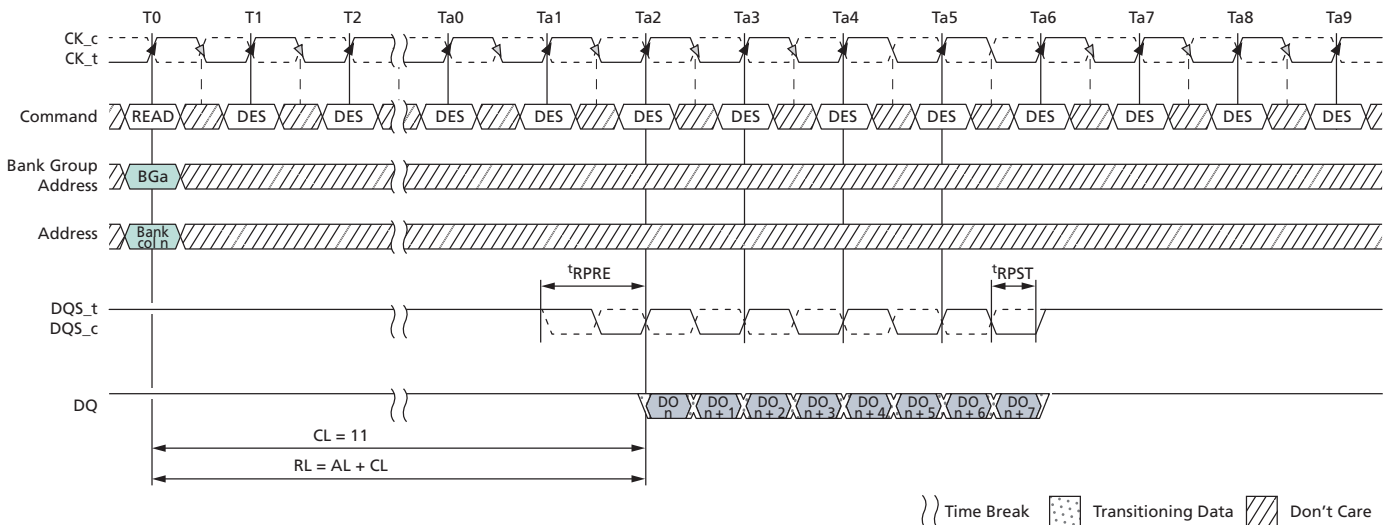 T0 T1 T2 Ta0 Ta1 Ta2 Ta3 Ta4 Ta5 Ta6 Ta7 Ta8 Ta9
CK_c
CK_t
Command READ DES DES DES DES DES DES DES DES DES DES DES DES
Bank Group
Address BGa
Address Bank
col n
tRPRE tRPST
DQS_t
DQS_c
DQ DO n DO n + 1 DO n + 2 DO n + 3 DO n + 4 DO n + 5 DO n + 6 DO n + 7
CL = 11
RL = AL + CL
Time Break Transitioning Data Don't Care